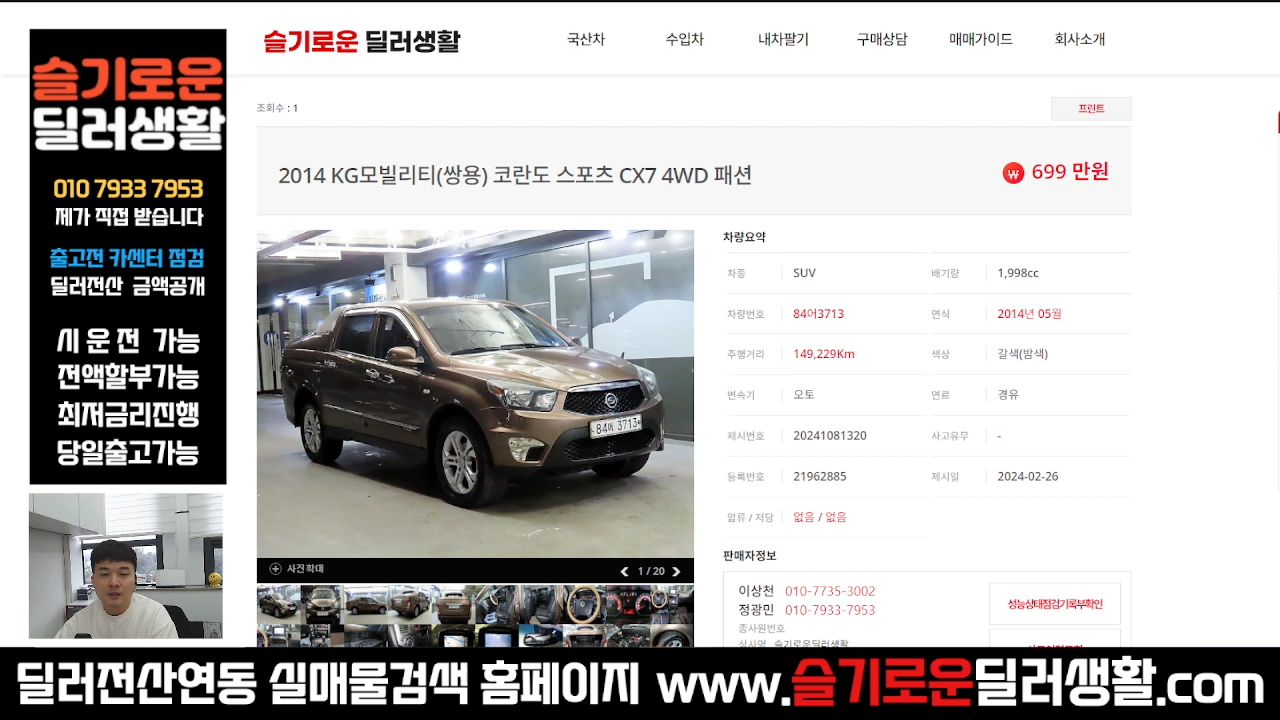 슬기로운
딜러생활
010 7933 7953
제가 직접 받습니다
출고전 카센터 점검
딜러전산 금액공개
시운전 가능
전액할부가능
최저금리진행
당일출고가능
슬기로운 딜러생활
국산차 수입차 내차팔기 구매상담 매매가이드 회사소개
조회수 : 1
프린트
2014 KG모빌리티(쌍용) 코란도 스포츠 CX7 4WD 패션
₩ 699 만원
84어 3713
사진확대
1 / 20
차량요약
차종 SUV 배기량 1,998cc
차량번호 84어3713 연식 2014년 05월
주행거리 149,229Km 색상 갈색(밤색)
변속기 오토 연료 경유
제시번호 20241081320 사고유무 -
등록번호 21962885 제시일 2024-02-26
압류 / 저당 없음 / 없음
판매자정보
이상천 010-7735-3002
정광민 010-7933-7953
종사원번호
상사명 슬기로운딜러생활
성능상태점검기록부확인
딜러전산연동 실매물검색 홈페이지 www.슬기로운딜러생활.com